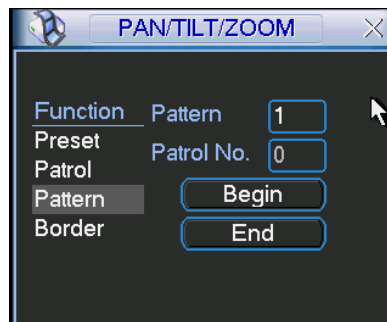 PAN/TILT/ZOOM
Function
Preset
Patrol
Pattern
Border
Pattern 1
Patrol No. 0
Begin
End